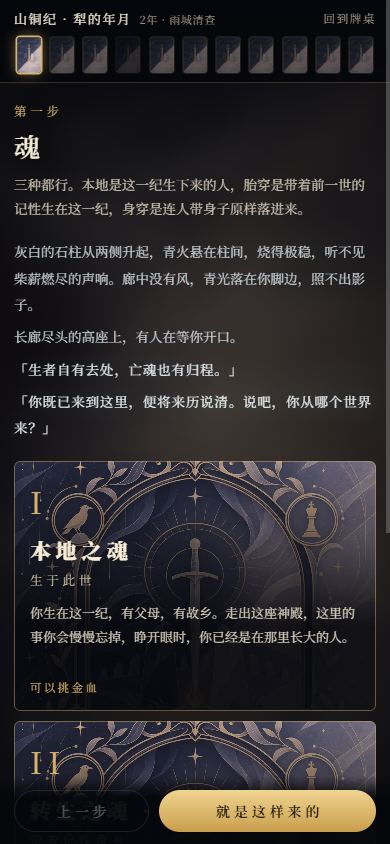 山铜纪 · 犁的年月 2年 · 雨城清查 回到牌桌
第一步
魂
三种都行。本地是这一纪生下来的人，胎穿是带着前一世的
记性生在这一纪，身穿是连人带身子原样落进来。
灰白的石柱从两侧升起，青火悬在柱间，烧得极稳，听不见
柴薪燃尽的声响。廊中没有风，青光落在你脚边，照不出影
子。
长廊尽头的高座上，有人在等你开口。
「生者自有去处，亡魂也有归程。」
「你既已来到这里，便将来历说清。说吧，你从哪个世界
来？」
I
本地之魂
生于此世
你生在这一纪，有父母，有故乡。走出这座神殿，这里的
事你会慢慢忘掉，睁开眼时，你已经是在那里长大的人。
可以挑金血
II
上一步 就是这样来的